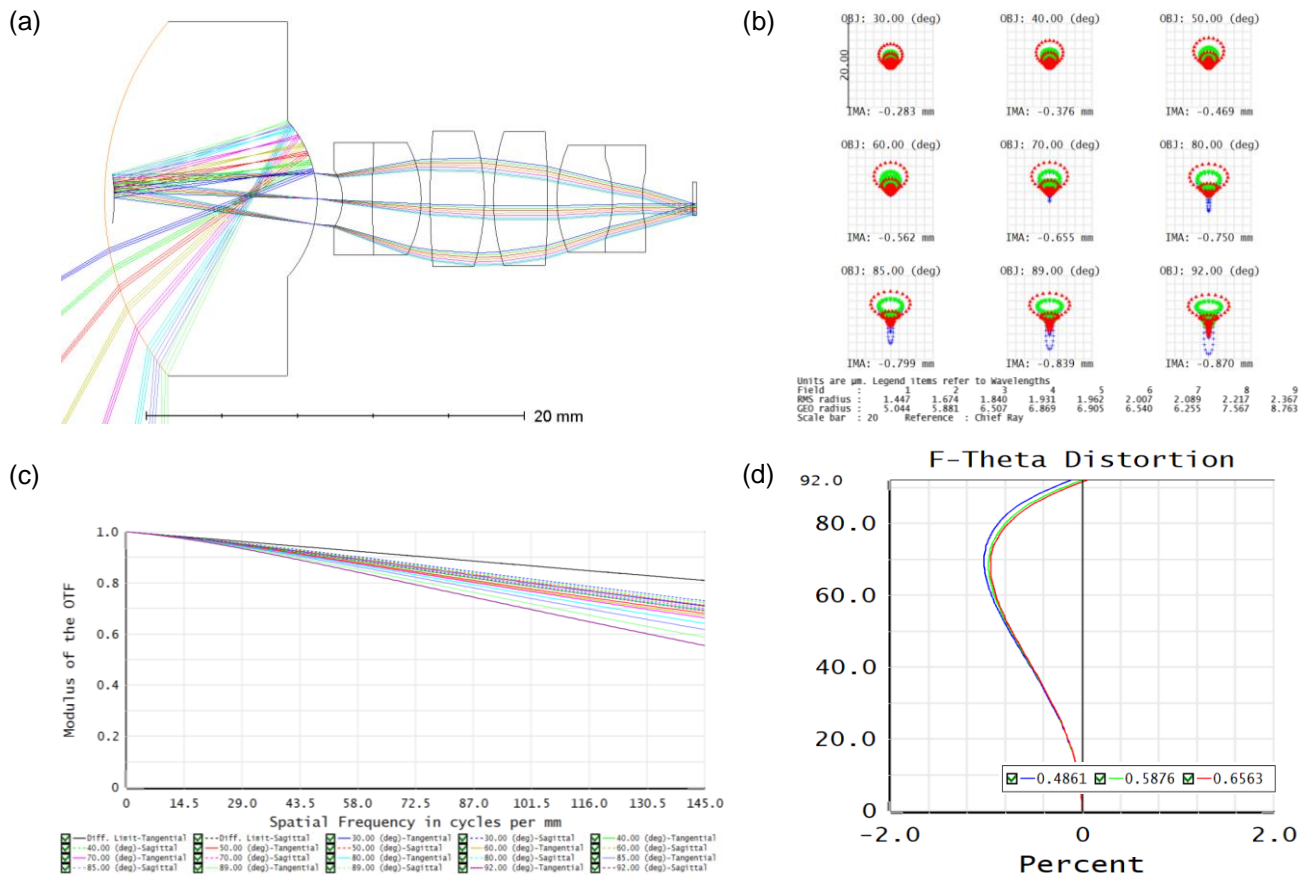 (a)
20 mm
(b)
OBJ: 30.00 (deg) OBJ: 40.00 (deg) OBJ: 50.00 (deg)
20.00
IMA: -0.283 mm IMA: -0.376 mm IMA: -0.469 mm
OBJ: 60.00 (deg) OBJ: 70.00 (deg) OBJ: 80.00 (deg)
IMA: -0.562 mm IMA: -0.655 mm IMA: -0.750 mm
OBJ: 85.00 (deg) OBJ: 89.00 (deg) OBJ: 92.00 (deg)
IMA: -0.799 mm IMA: -0.839 mm IMA: -0.870 mm
Units are µm. Legend items refer to Wavelengths
Field : 1 2 3 4 5 6 7 8 9
RMS radius : 1.447 1.674 1.840 1.931 1.962 2.007 2.089 2.217 2.367
GEO radius : 5.044 5.881 6.507 6.869 6.905 6.540 6.255 7.567 8.763
Scale bar : 20 Reference : Chief Ray
(c)
Modulus of the OTF
1.0
0.8
0.6
0.4
0.2
0
0 14.5 29.0 43.5 58.0 72.5 87.0 101.5 116.0 130.5 145.0
Spatial Frequency in cycles per mm
Diff. Limit-Tangential Diff. Limit-Sagittal 30.00 (deg)-Tangential 30.00 (deg)-Sagittal 40.00 (deg)-Tangential
40.00 (deg)-Sagittal 50.00 (deg)-Tangential 50.00 (deg)-Sagittal 60.00 (deg)-Tangential 60.00 (deg)-Sagittal
70.00 (deg)-Tangential 70.00 (deg)-Sagittal 80.00 (deg)-Tangential 80.00 (deg)-Sagittal 85.00 (deg)-Tangential
85.00 (deg)-Sagittal 89.00 (deg)-Tangential 89.00 (deg)-Sagittal 92.00 (deg)-Tangential 92.00 (deg)-Sagittal
(d)
F-Theta Distortion
92.0
80.0
60.0
40.0
20.0
0
0.4861 0.5876 0.6563
-2.0 0 2.0
Percent